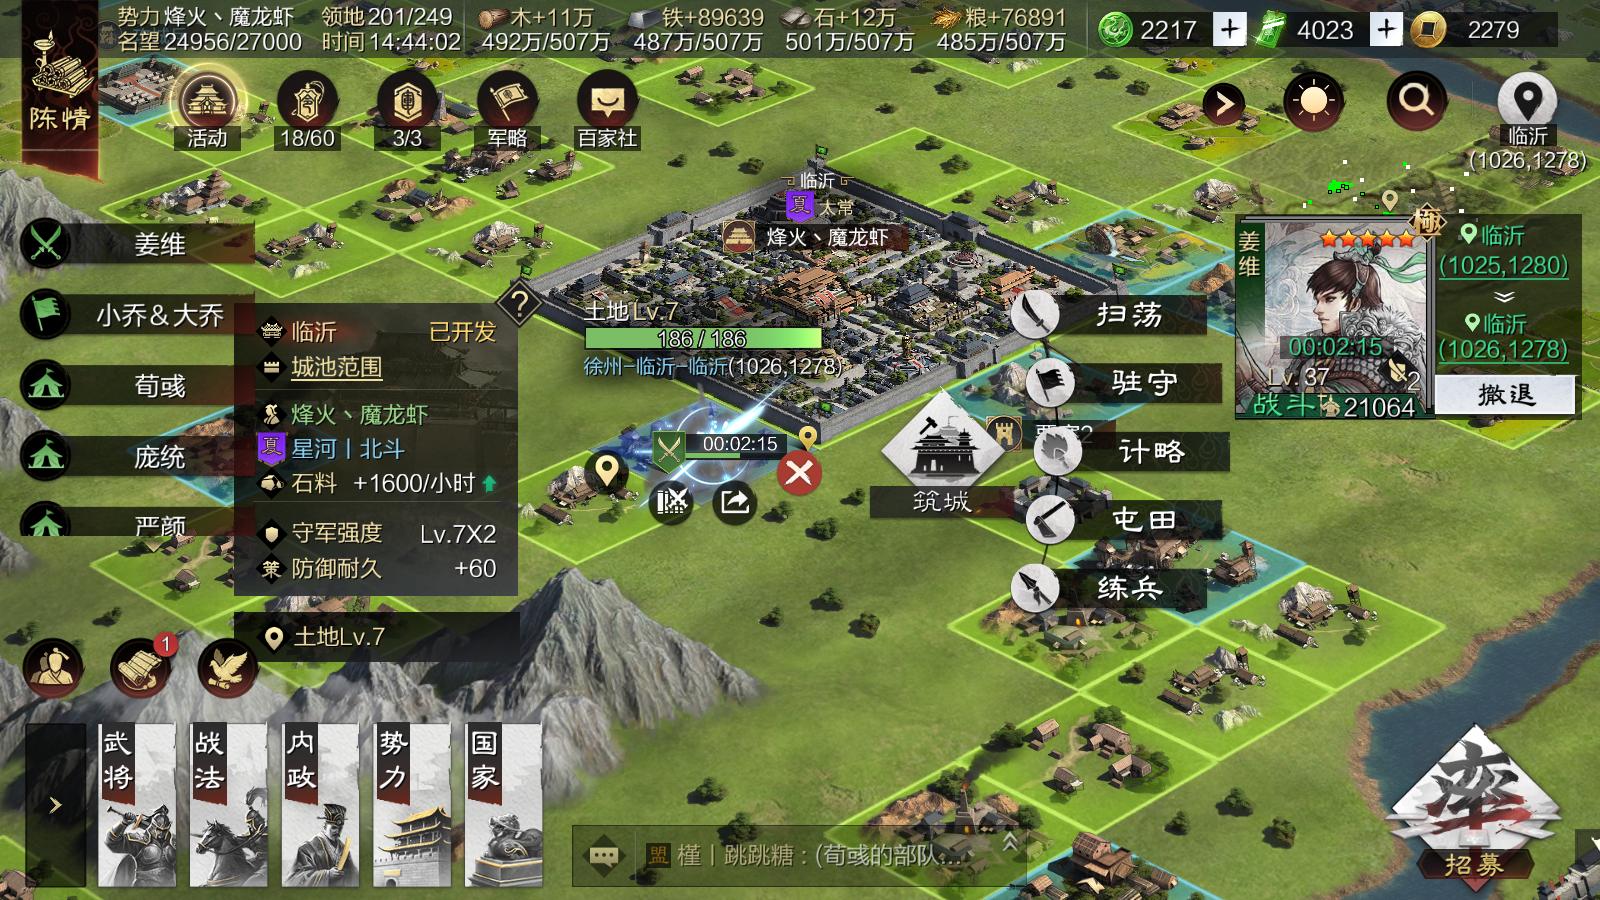 势力 烽火丶魔龙虾 领地201/249 木+11万 铁+89639 石+12万 粮+76891
名望 24956/27000 时间 14:44:02 492万/507万 487万/507万 501万/507万 485万/507万
2217
4023
2279
陈情
活动
18/60
3/3
军略
百家社
临沂
(1026,1278)
姜维
小乔&大乔
荀彧
庞统
严颜
临沂 已开发
城池范围
烽火丶魔龙虾
夏 星河丨北斗
石料 +1600/小时
守军强度 Lv.7X2
策 防御耐久 +60
土地Lv.7
临沂
夏 太常
烽火丶魔龙虾
土地Lv.7
186 / 186
徐州-临沂-临沂(1026,1278)
00:02:15
扫荡
驻守
计略
屯田
练兵
筑城
姜维
極
00:02:15
Lv. 37
2
战斗 21064
临沂
(1025,1280)
临沂
(1026,1278)
撤退
1
武将
战法
内政
势力
国家
盟 槿丨跳跳糖：(荀彧的部队...
率
招募